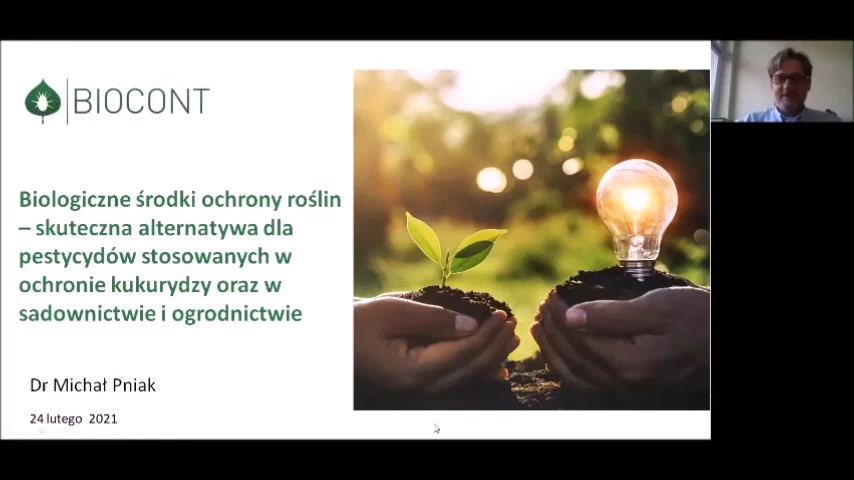 BIOCONT
Biologiczne środki ochrony roślin
– skuteczna alternatywa dla
pestycydów stosowanych w
ochronie kukurydzy oraz w
sadownictwie i ogrodnictwie
Dr Michał Pniak
24 lutego 2021